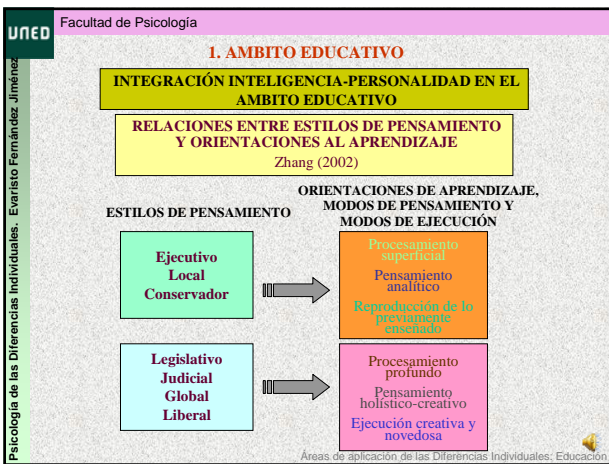 UNED
Facultad de Psicología
Psicología de las Diferencias Individuales. Evaristo Fernández Jiménez
1. AMBITO EDUCATIVO
INTEGRACIÓN INTELIGENCIA-PERSONALIDAD EN EL
AMBITO EDUCATIVO
RELACIONES ENTRE ESTILOS DE PENSAMIENTO
Y ORIENTACIONES AL APRENDIZAJE
Zhang (2002)
ESTILOS DE PENSAMIENTO
ORIENTACIONES DE APRENDIZAJE,
MODOS DE PENSAMIENTO Y
MODOS DE EJECUCIÓN
Ejecutivo
Local
Conservador
Procesamiento
superficial
Pensamiento
analítico
Reproducción de lo
previamente
enseñado
Legislativo
Judicial
Global
Liberal
Procesamiento
profundo
Pensamiento
holístico-creativo
Ejecución creativa y
novedosa
Áreas de aplicación de las Diferencias Individuales: Educación